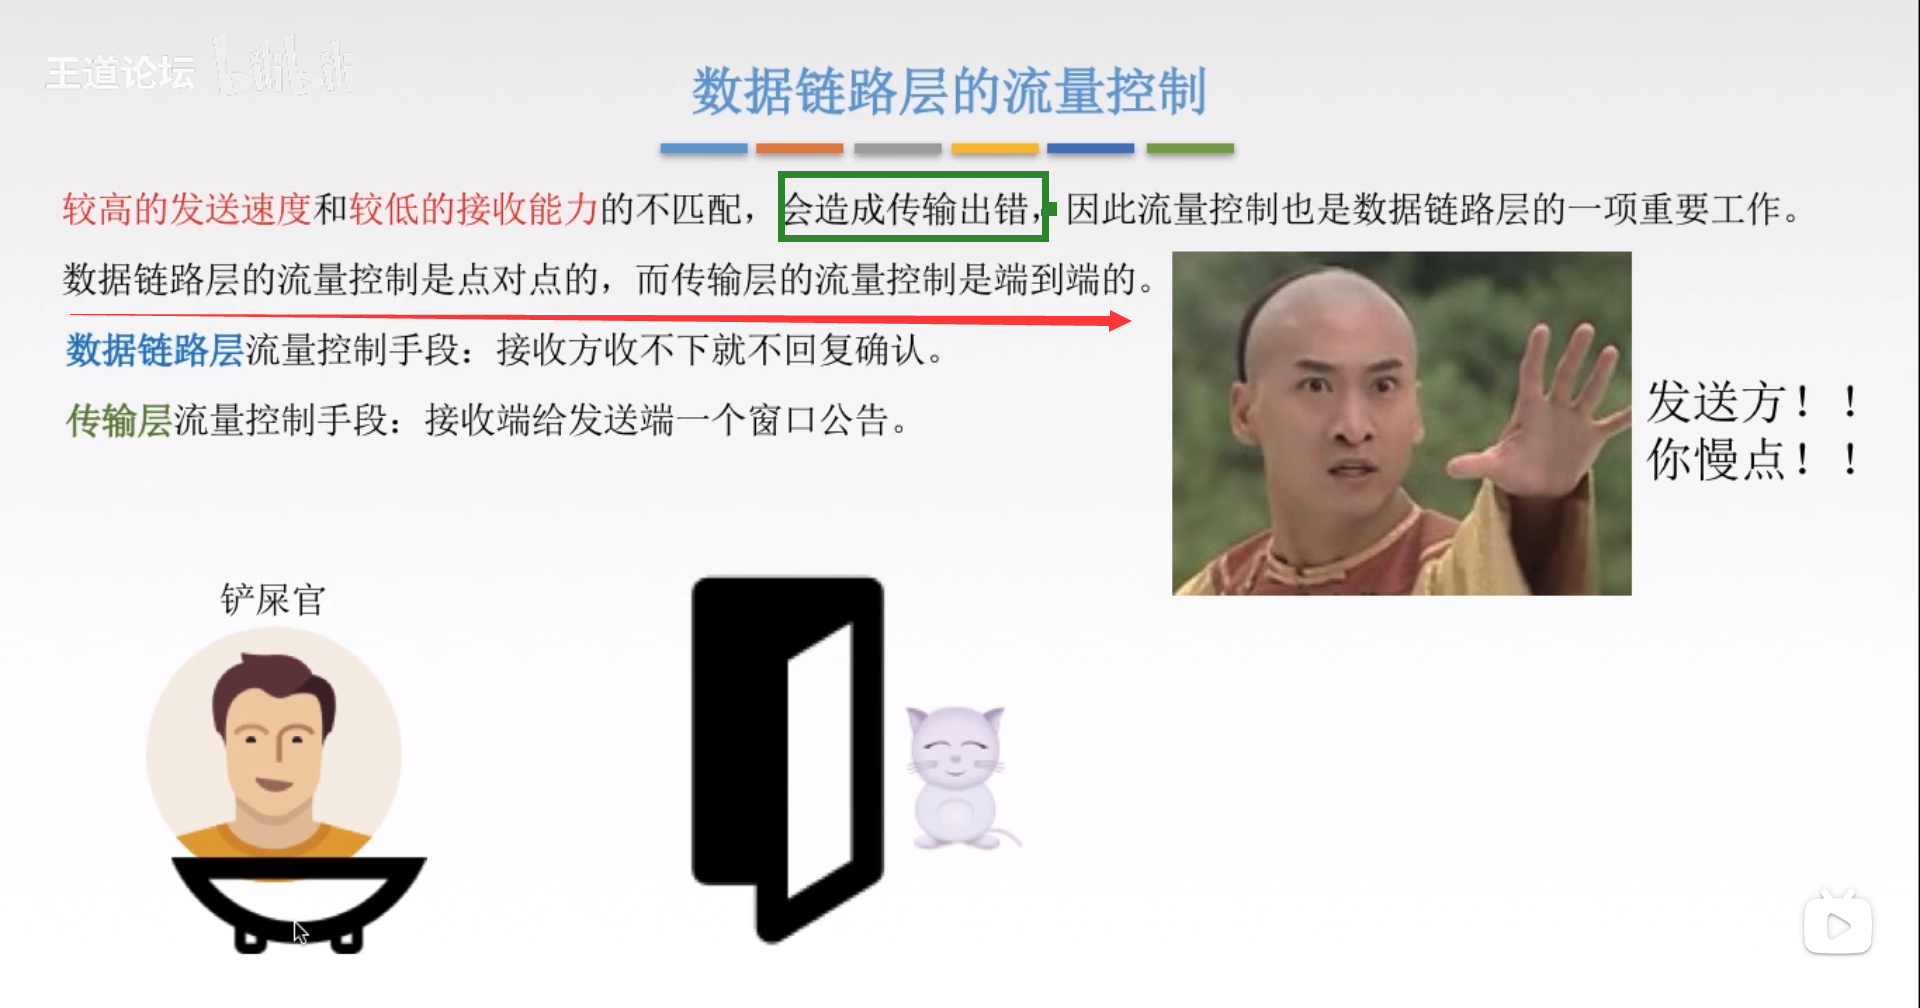 王道论坛 bilibili
数据链路层的流量控制
较高的发送速度和较低的接收能力的不匹配，会造成传输出错，因此流量控制也是数据链路层的一项重要工作。
数据链路层的流量控制是点对点的，而传输层的流量控制是端到端的。
数据链路层流量控制手段：接收方收不下就不回复确认。
传输层流量控制手段：接收端给发送端一个窗口公告。
发送方！！
你慢点！！
铲屎官